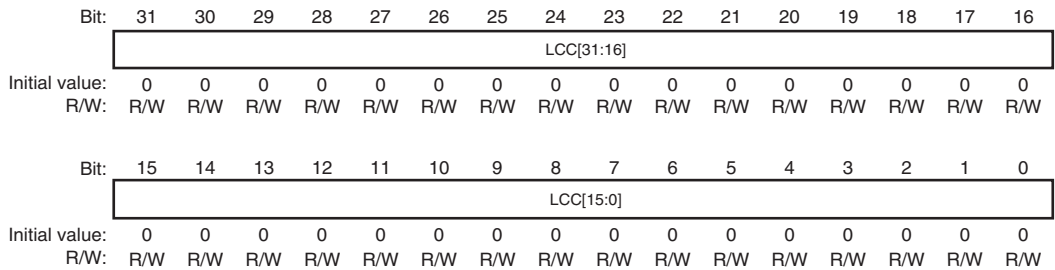 Bit: 31 30 29 28 27 26 25 24 23 22 21 20 19 18 17 16
LCC[31:16]
Initial value: 0 0 0 0 0 0 0 0 0 0 0 0 0 0 0 0
R/W: R/W R/W R/W R/W R/W R/W R/W R/W R/W R/W R/W R/W R/W R/W R/W R/W
Bit: 15 14 13 12 11 10 9 8 7 6 5 4 3 2 1 0
LCC[15:0]
Initial value: 0 0 0 0 0 0 0 0 0 0 0 0 0 0 0 0
R/W: R/W R/W R/W R/W R/W R/W R/W R/W R/W R/W R/W R/W R/W R/W R/W R/W